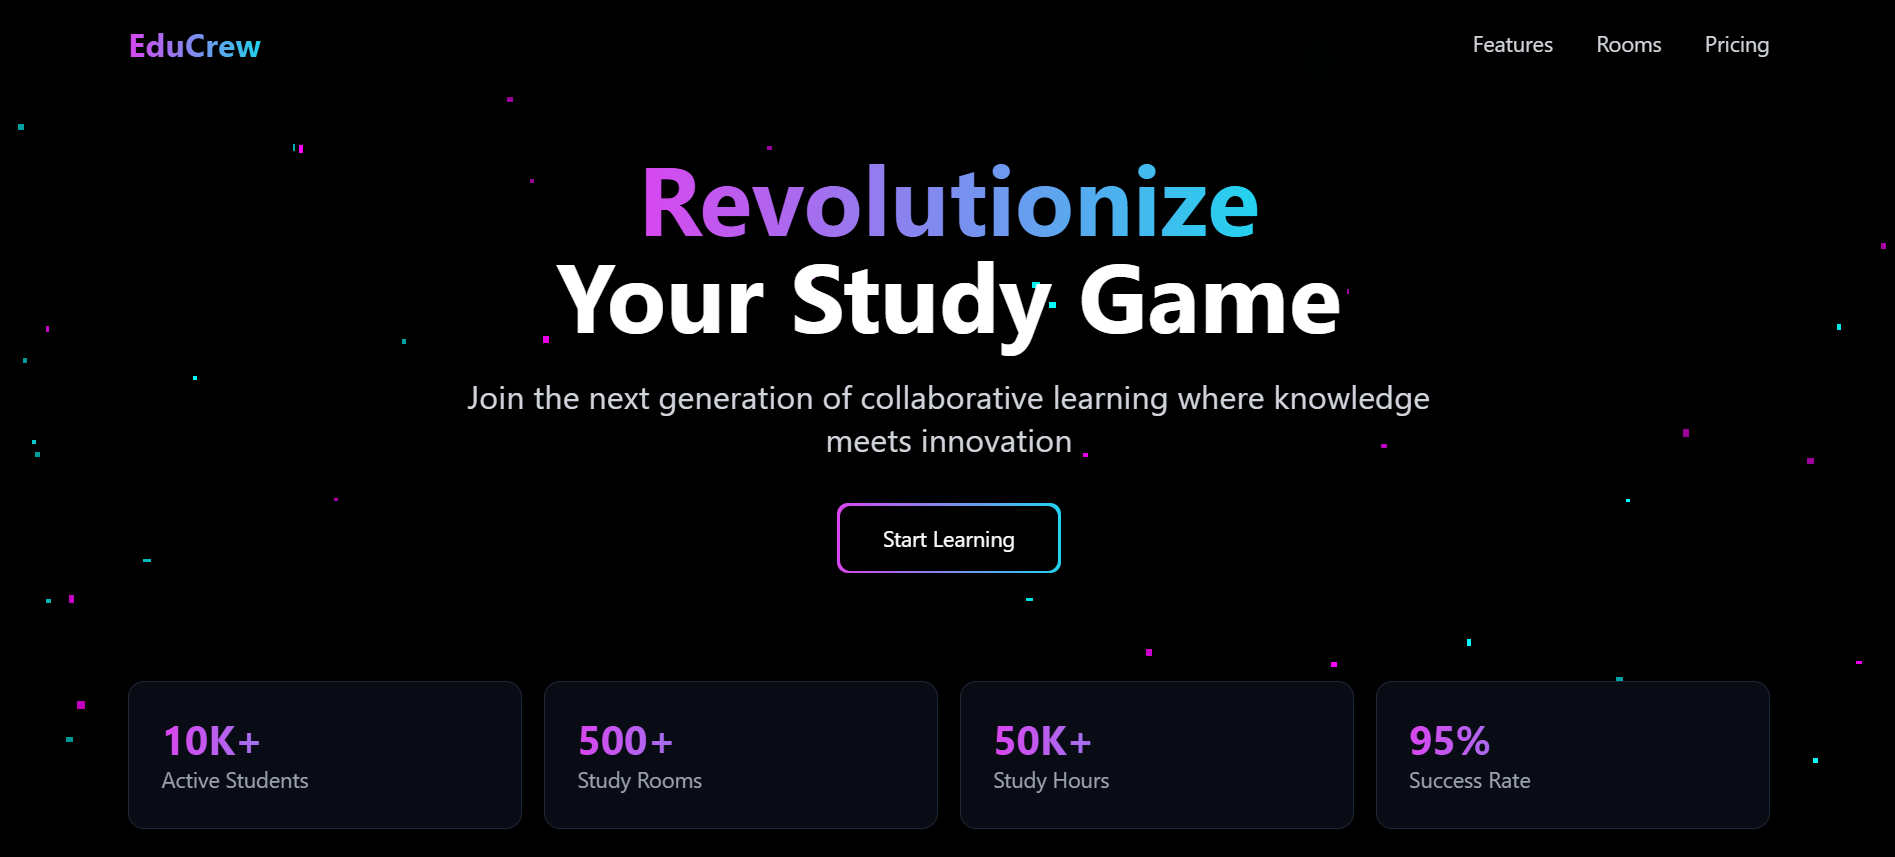 EduCrew
Features Rooms Pricing
Revolutionize
Your Study Game
Join the next generation of collaborative learning where knowledge
meets innovation
Start Learning
10K+
Active Students
500+
Study Rooms
50K+
Study Hours
95%
Success Rate